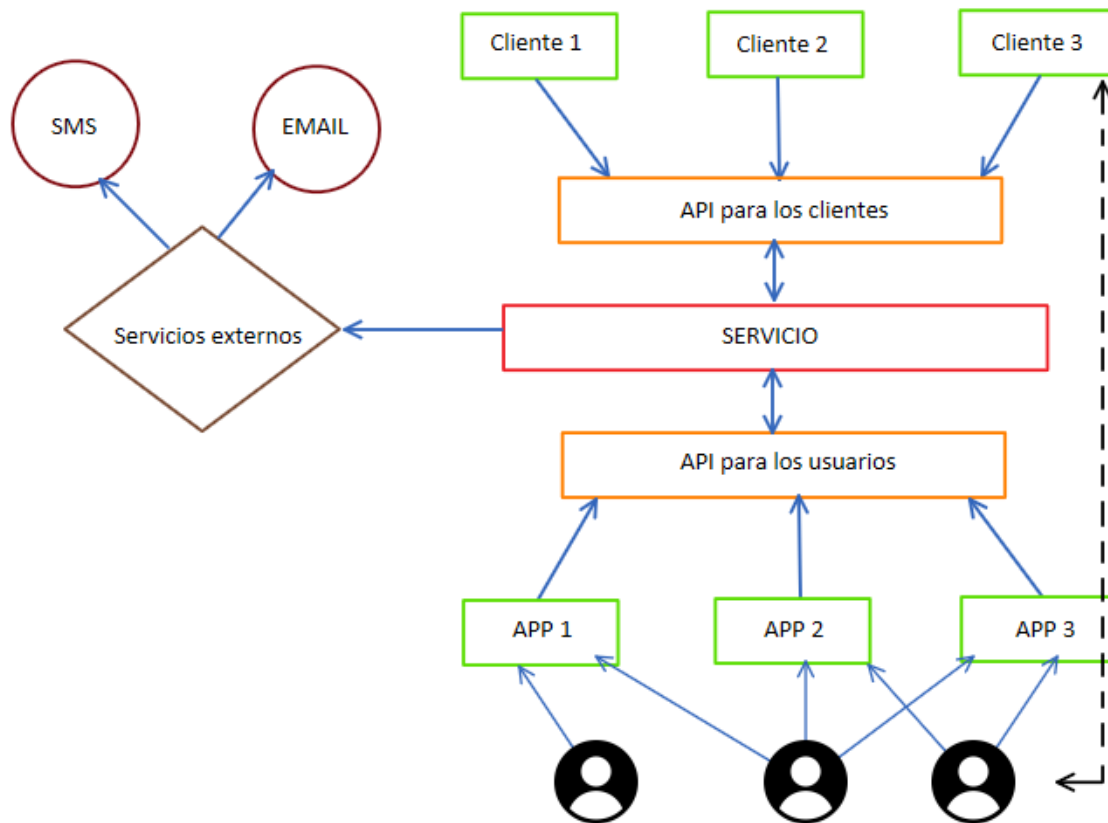 Cliente 1
Cliente 2
Cliente 3
SMS
EMAIL
API para los clientes
Servicios externos
SERVICIO
API para los usuarios
APP 1
APP 2
APP 3